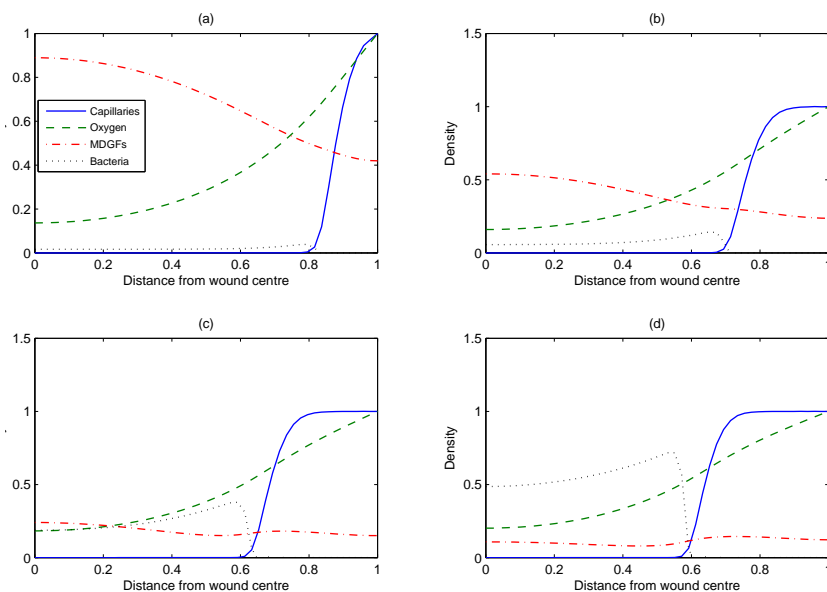 (a)
1
0.8
0.6
0.4
0.2
0
Capillaries
Oxygen
MDGFs
Bacteria
0 0.2 0.4 0.6 0.8 1
Distance from wound centre
(b)
Density
1.5
1
0.5
0
0 0.2 0.4 0.6 0.8 1
Distance from wound centre
(c)
1.5
1
0.5
0
0 0.2 0.4 0.6 0.8 1
Distance from wound centre
(d)
Density
1.5
1
0.5
0
0 0.2 0.4 0.6 0.8 1
Distance from wound centre